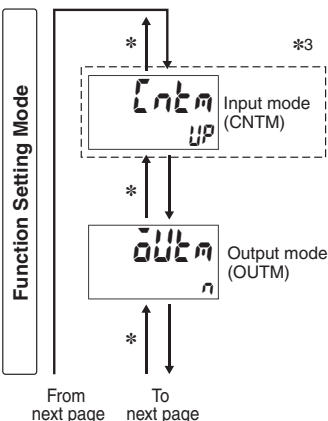 Function Setting Mode
*
*3
Cntm
UP
Input mode
(CNTM)
*
oUtm
n
Output mode
(OUTM)
*
From
next page
To
next page